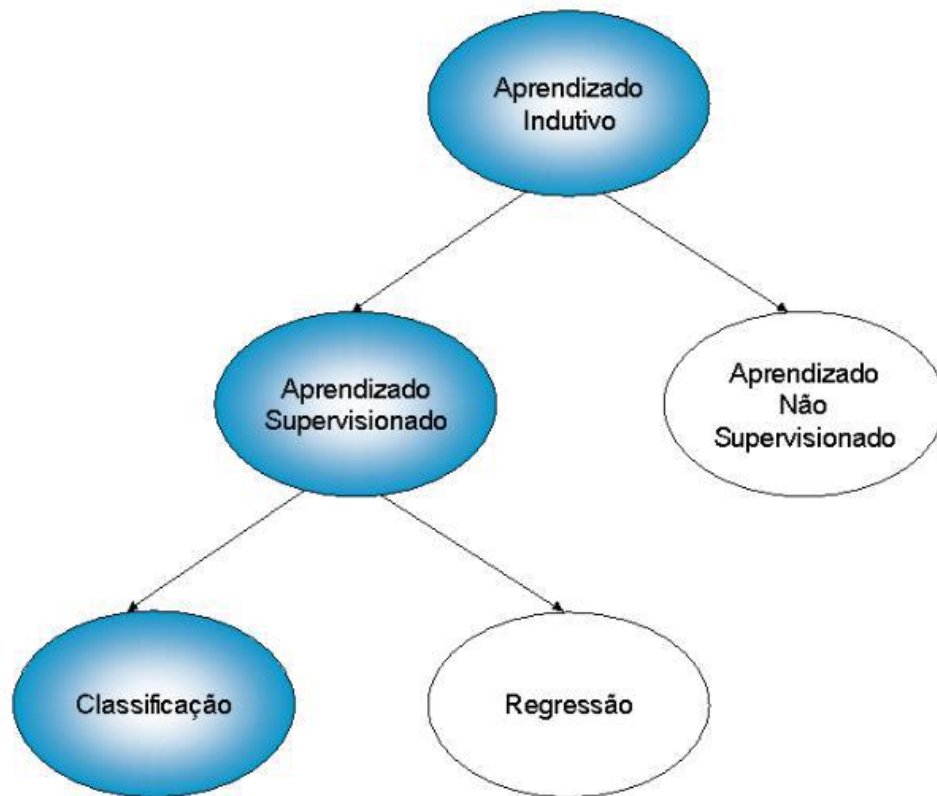 Aprendizado
Indutivo
Aprendizado
Supervisionado
Aprendizado
Não
Supervisionado
Classificação
Regressão